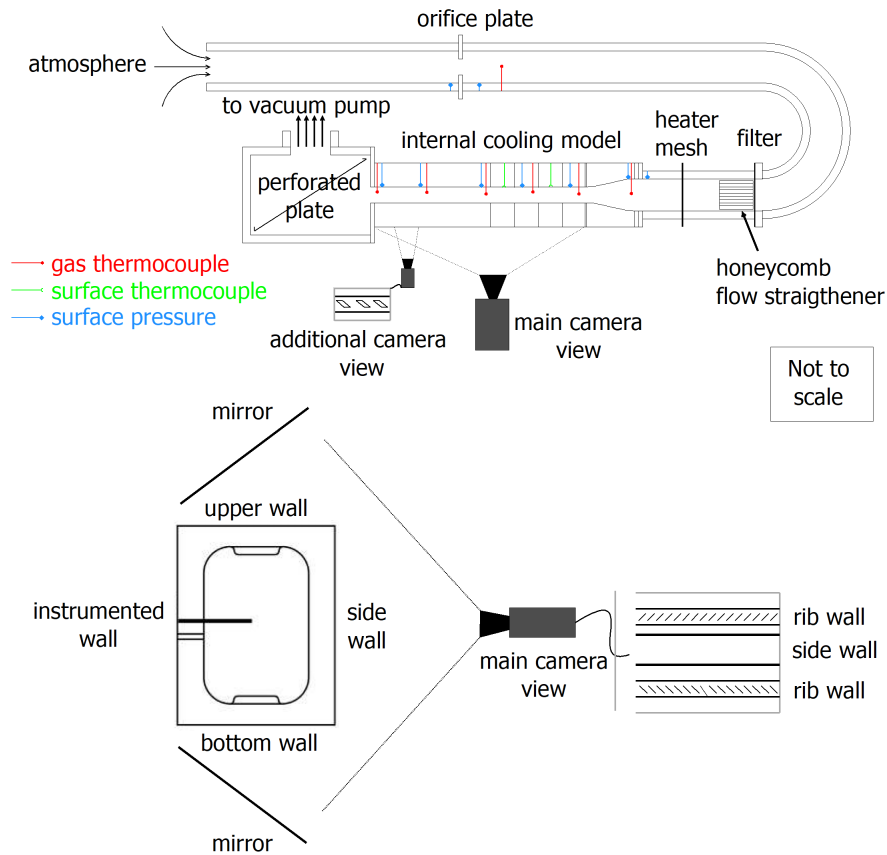 orifice plate
atmosphere
to vacuum pump
internal cooling model
heater
mesh
filter
perforated
plate
gas thermocouple
surface thermocouple
surface pressure
honeycomb
flow straigthener
additional camera
view
main camera
view
Not to
scale
mirror
upper wall
instrumented
wall
side
wall
main camera
view
rib wall
side wall
rib wall
bottom wall
mirror